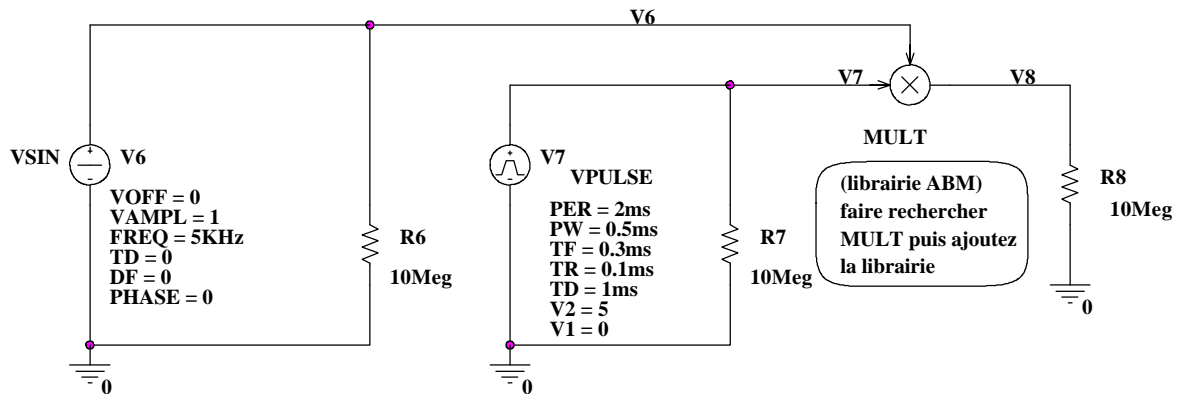 V6
V7
V8
MULT
VSIN
V6
VOFF = 0
VAMPL = 1
FREQ = 5KHz
TD = 0
DF = 0
PHASE = 0
R6
10Meg
0
V7
VPULSE
PER = 2ms
PW = 0.5ms
TF = 0.3ms
TR = 0.1ms
TD = 1ms
V2 = 5
V1 = 0
R7
10Meg
0
(librairie ABM)
faire rechercher
MULT puis ajoutez
la librairie
R8
10Meg
0